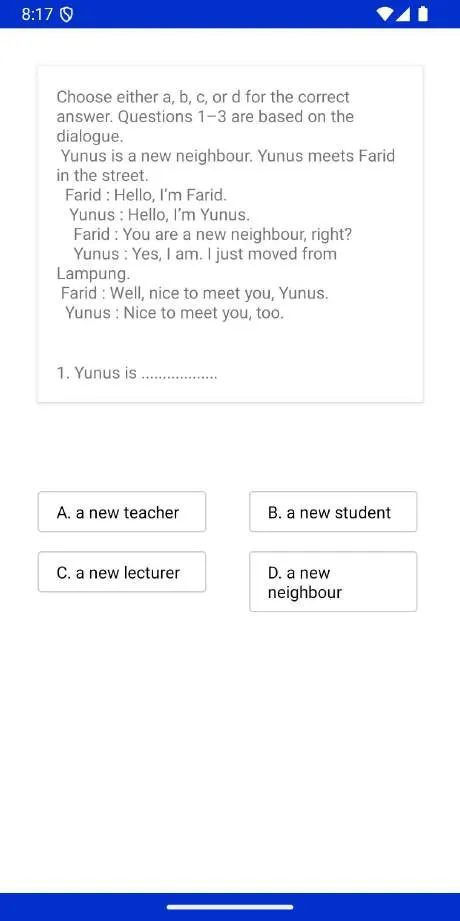 8:17
Choose either a, b, c, or d for the correct
answer. Questions 1–3 are based on the
dialogue.
Yunus is a new neighbour. Yunus meets Farid
in the street.
Farid : Hello, I'm Farid.
Yunus : Hello, I'm Yunus.
Farid : You are a new neighbour, right?
Yunus : Yes, I am. I just moved from
Lampung.
Farid : Well, nice to meet you, Yunus.
Yunus : Nice to meet you, too.
1. Yunus is ..................
A. a new teacher
B. a new student
C. a new lecturer
D. a new
neighbour